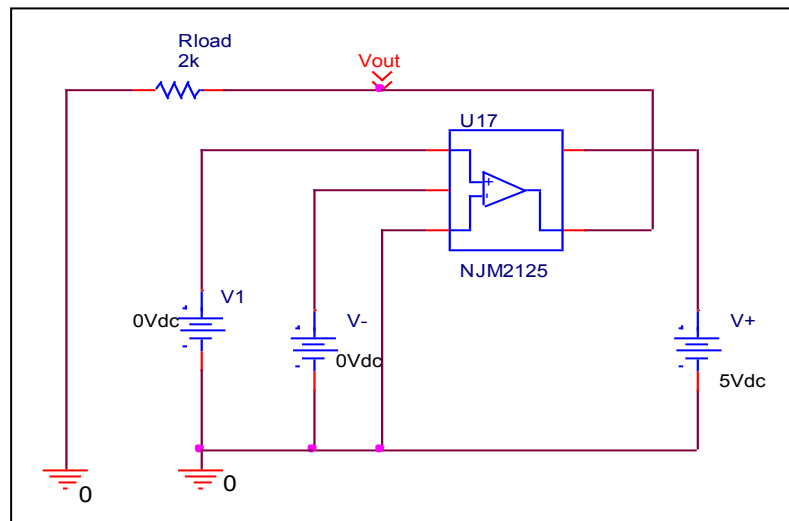 Rload
2k
Vout
U17
+
-
NJM2125
V1
0Vdc
V-
0Vdc
V+
5Vdc
0
0